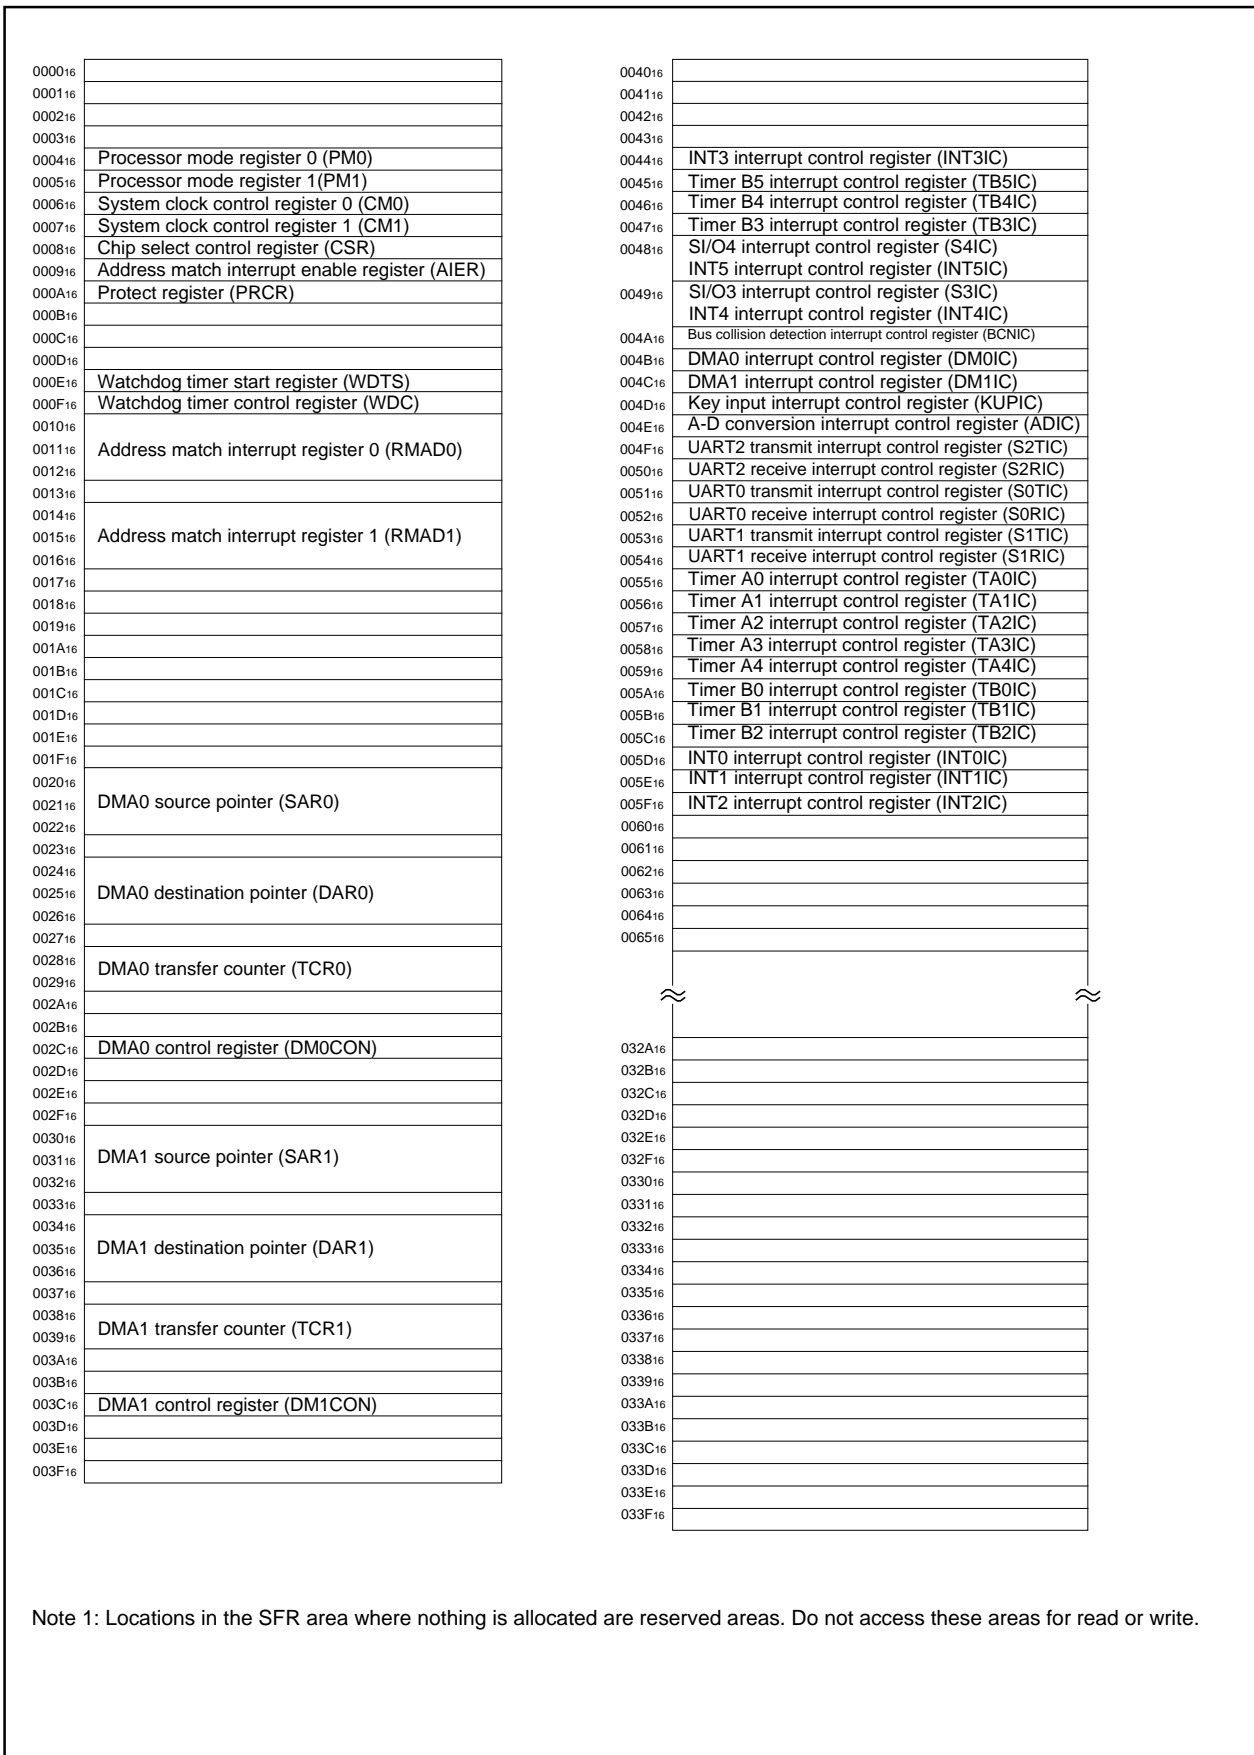 000016
000116
000216
000316
000416 Processor mode register 0 (PM0)
000516 Processor mode register 1(PM1)
000616 System clock control register 0 (CM0)
000716 System clock control register 1 (CM1)
000816 Chip select control register (CSR)
000916 Address match interrupt enable register (AIER)
000A16 Protect register (PRCR)
000B16
000C16
000D16
000E16 Watchdog timer start register (WDTS)
000F16 Watchdog timer control register (WDC)
001016
001116 Address match interrupt register 0 (RMAD0)
001216
001316
001416
001516 Address match interrupt register 1 (RMAD1)
001616
001716
001816
001916
001A16
001B16
001C16
001D16
001E16
001F16
002016
002116 DMA0 source pointer (SAR0)
002216
002316
002416
002516 DMA0 destination pointer (DAR0)
002616
002716
002816
DMA0 transfer counter (TCR0)
002916
002A16
002B16
002C16 DMA0 control register (DM0CON)
002D16
002E16
002F16
003016
003116 DMA1 source pointer (SAR1)
003216
003316
003416
003516 DMA1 destination pointer (DAR1)
003616
003716
003816
DMA1 transfer counter (TCR1)
003916
003A16
003B16
003C16 DMA1 control register (DM1CON)
003D16
003E16
003F16
004016
004116
004216
004316
004416 INT3 interrupt control register (INT3IC)
004516 Timer B5 interrupt control register (TB5IC)
004616 Timer B4 interrupt control register (TB4IC)
004716 Timer B3 interrupt control register (TB3IC)
004816 SI/O4 interrupt control register (S4IC)
INT5 interrupt control register (INT5IC)
004916 SI/O3 interrupt control register (S3IC)
INT4 interrupt control register (INT4IC)
004A16 Bus collision detection interrupt control register (BCNIC)
004B16 DMA0 interrupt control register (DM0IC)
004C16 DMA1 interrupt control register (DM1IC)
004D16 Key input interrupt control register (KUPIC)
004E16 A-D conversion interrupt control register (ADIC)
004F16 UART2 transmit interrupt control register (S2TIC)
005016 UART2 receive interrupt control register (S2RIC)
005116 UART0 transmit interrupt control register (S0TIC)
005216 UART0 receive interrupt control register (S0RIC)
005316 UART1 transmit interrupt control register (S1TIC)
005416 UART1 receive interrupt control register (S1RIC)
005516 Timer A0 interrupt control register (TA0IC)
005616 Timer A1 interrupt control register (TA1IC)
005716 Timer A2 interrupt control register (TA2IC)
005816 Timer A3 interrupt control register (TA3IC)
005916 Timer A4 interrupt control register (TA4IC)
005A16 Timer B0 interrupt control register (TB0IC)
005B16 Timer B1 interrupt control register (TB1IC)
005C16 Timer B2 interrupt control register (TB2IC)
005D16 INT0 interrupt control register (INT0IC)
005E16 INT1 interrupt control register (INT1IC)
005F16 INT2 interrupt control register (INT2IC)
006016
006116
006216
006316
006416
006516
032A16
032B16
032C16
032D16
032E16
032F16
033016
033116
033216
033316
033416
033516
033616
033716
033816
033916
033A16
033B16
033C16
033D16
033E16
033F16
Note 1: Locations in the SFR area where nothing is allocated are reserved areas. Do not access these areas for read or write.